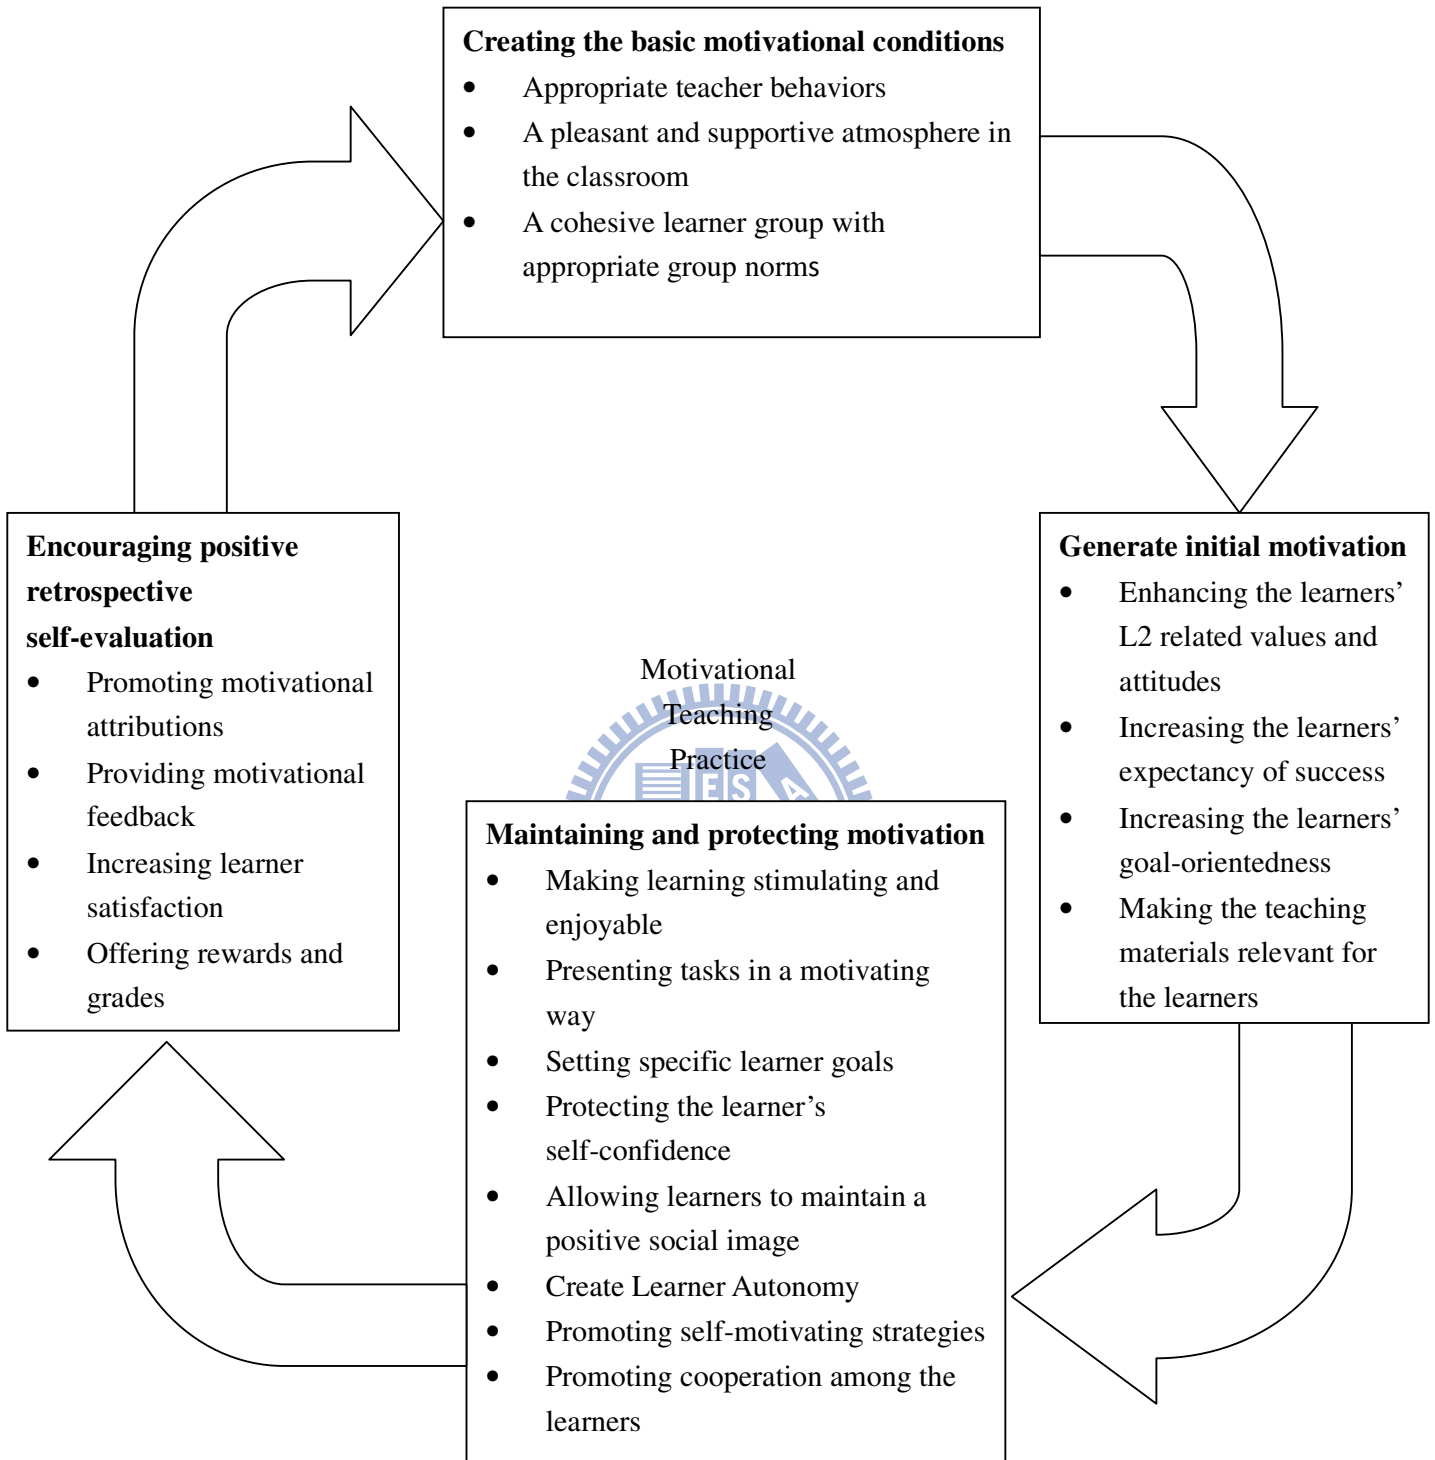 Creating the basic motivational conditions
• Appropriate teacher behaviors
• A pleasant and supportive atmosphere in
the classroom
• A cohesive learner group with
appropriate group norms
Generate initial motivation
• Enhancing the learners’
L2 related values and
attitudes
• Increasing the learners’
expectancy of success
• Increasing the learners’
goal-orientedness
• Making the teaching
materials relevant for
the learners
Maintaining and protecting motivation
• Making learning stimulating and
enjoyable
• Presenting tasks in a motivating
way
• Setting specific learner goals
• Protecting the learner’s
self-confidence
• Allowing learners to maintain a
positive social image
• Create Learner Autonomy
• Promoting self-motivating strategies
• Promoting cooperation among the
learners
Encouraging positive
retrospective
self-evaluation
• Promoting motivational
attributions
• Providing motivational
feedback
• Increasing learner
satisfaction
• Offering rewards and
grades
Motivational
Teaching
Practice
E S A